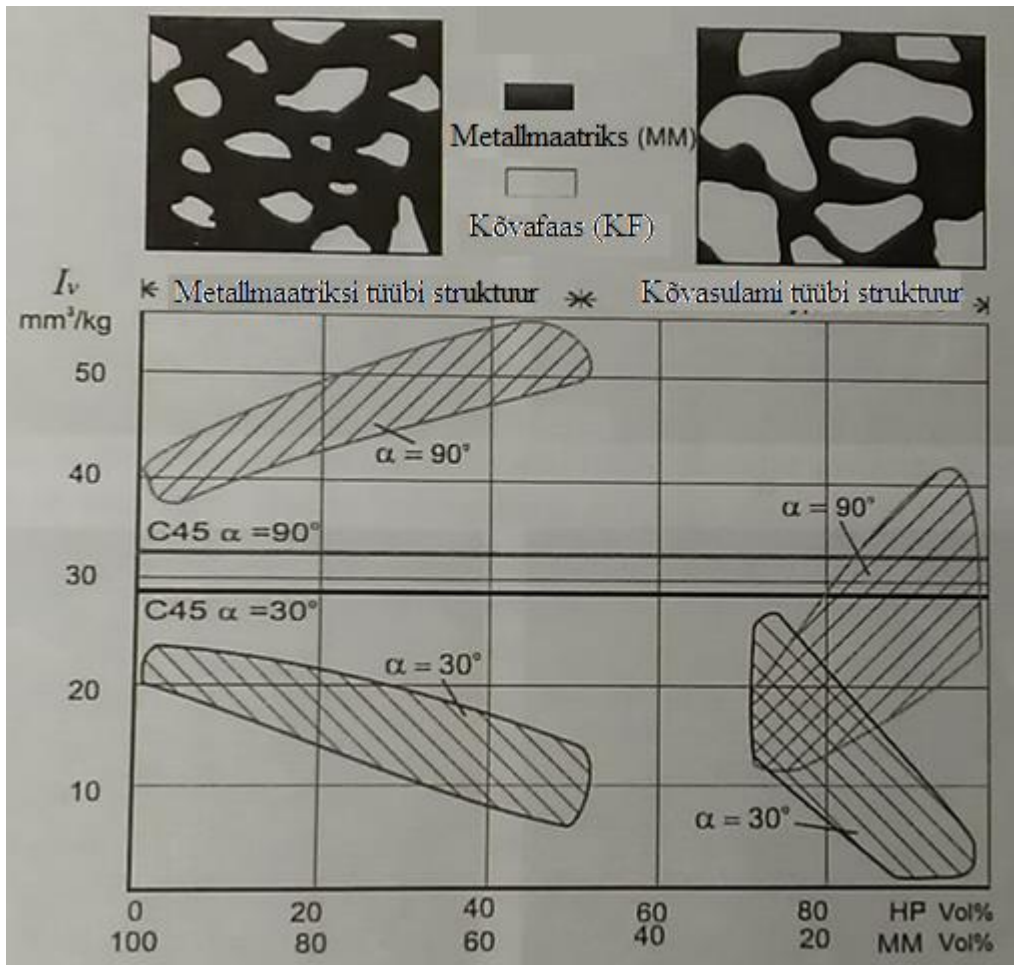 Metallmaatriks (MM)
Kõvafaas (KF)
Iv
mm³/kg
Metallmaatriksi tüübi struktuur
Kõvasulami tüübi struktuur
50
α = 90°
40
α = 90°
C45 α =90°
30
C45 α =30°
α = 30°
20
10
α = 30°
0 20 40 60 80 HP Vol%
100 80 60 40 20 MM Vol%